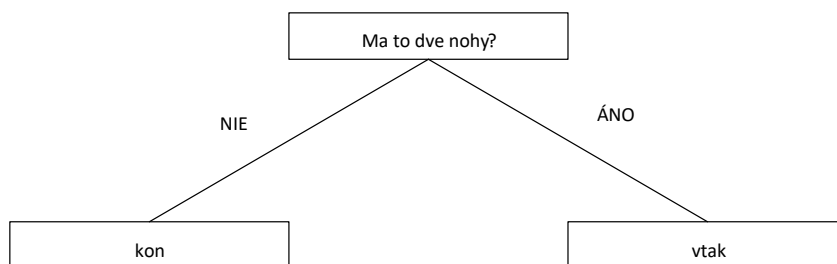 Ma to dve nohy?
NIE
ÁNO
kon
vtak